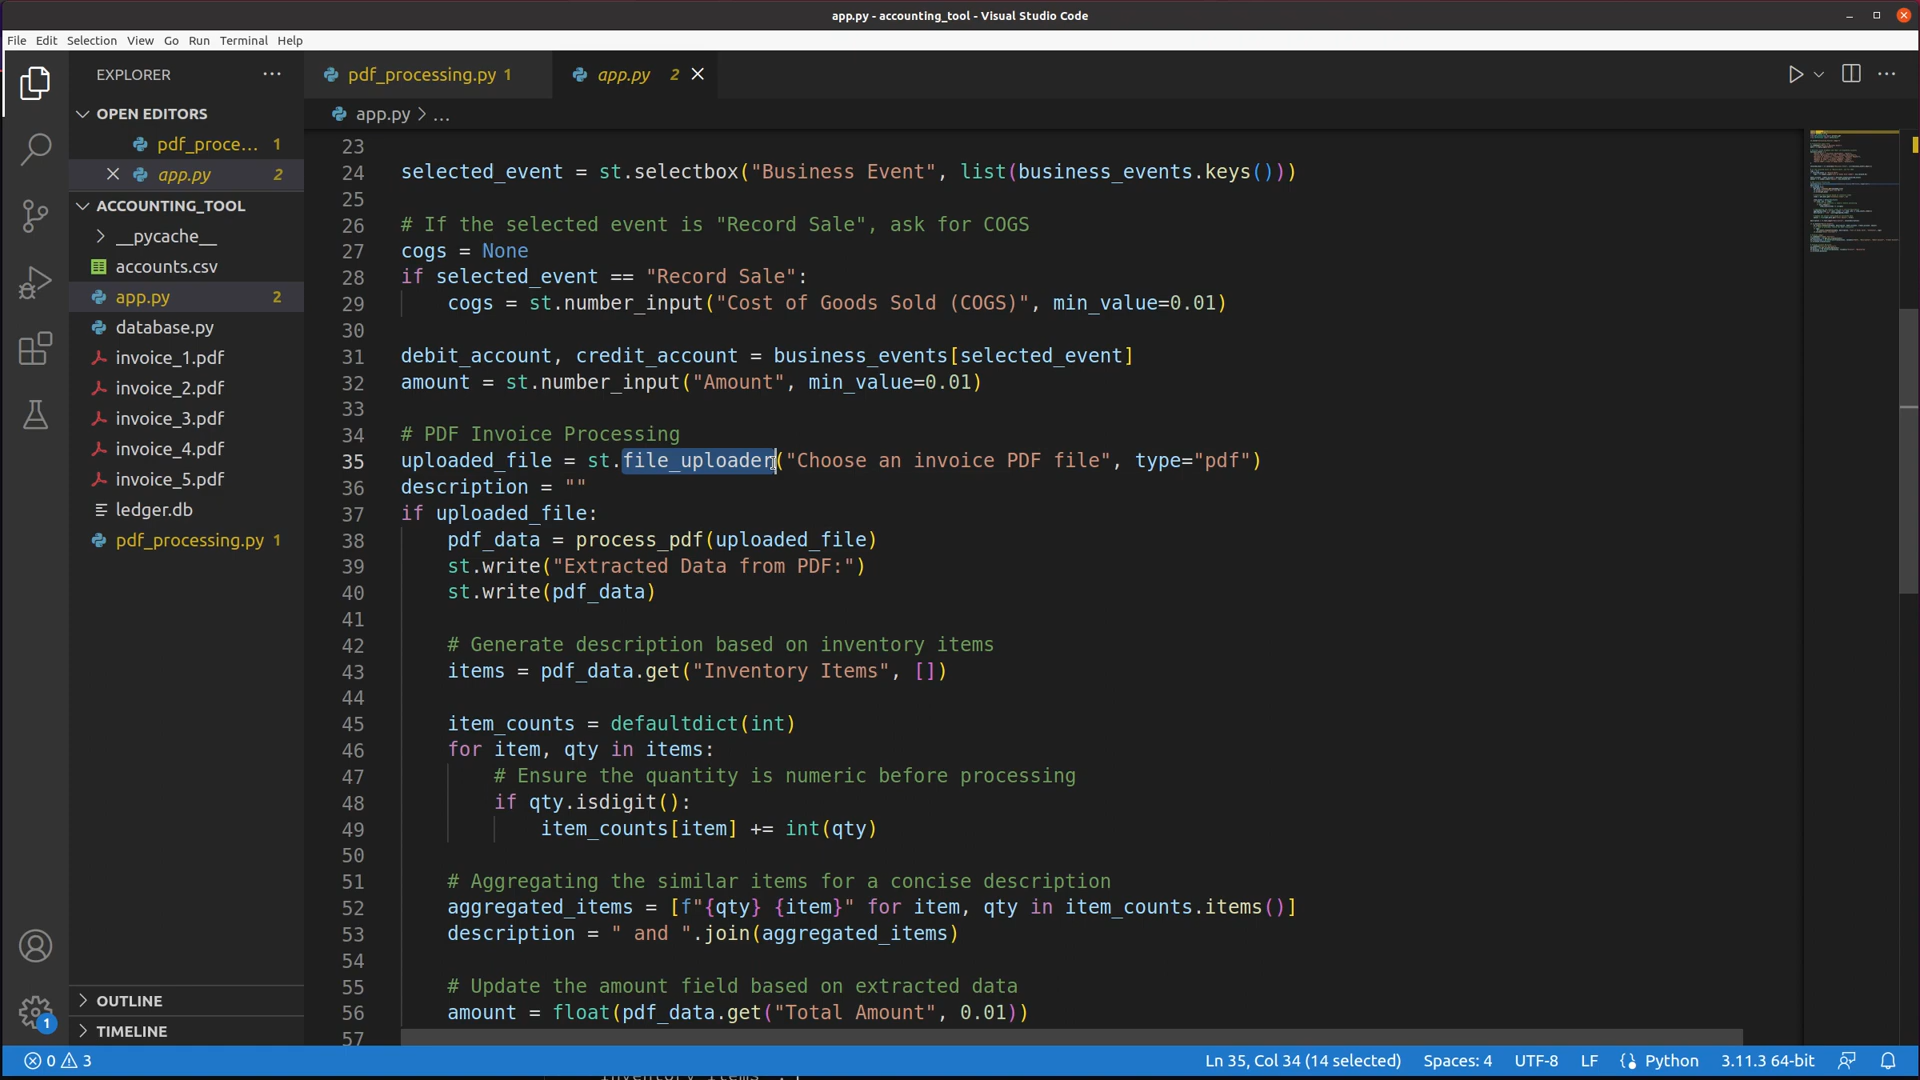 app.py - accounting_tool - Visual Studio Code
File Edit Selection View Go Run Terminal Help
EXPLORER
OPEN EDITORS
pdf_proce... 1
app.py 2
ACCOUNTING_TOOL
__pycache__
accounts.csv
app.py 2
database.py
invoice_1.pdf
invoice_2.pdf
invoice_3.pdf
invoice_4.pdf
invoice_5.pdf
ledger.db
pdf_processing.py 1
OUTLINE
TIMELINE
pdf_processing.py 1 app.py 2
app.py > ...
23
24 selected_event = st.selectbox("Business Event", list(business_events.keys()))
25
26 # If the selected event is "Record Sale", ask for COGS
27 cogs = None
28 if selected_event == "Record Sale":
29     cogs = st.number_input("Cost of Goods Sold (COGS)", min_value=0.01)
30
31 debit_account, credit_account = business_events[selected_event]
32 amount = st.number_input("Amount", min_value=0.01)
33
34 # PDF Invoice Processing
35 uploaded_file = st.file_uploader("Choose an invoice PDF file", type="pdf")
36 description = ""
37 if uploaded_file:
38     pdf_data = process_pdf(uploaded_file)
39     st.write("Extracted Data from PDF:")
40     st.write(pdf_data)
41
42     # Generate description based on inventory items
43     items = pdf_data.get("Inventory Items", [])
44
45     item_counts = defaultdict(int)
46     for item, qty in items:
47         # Ensure the quantity is numeric before processing
48         if qty.isdigit():
49             item_counts[item] += int(qty)
50
51     # Aggregating the similar items for a concise description
52     aggregated_items = [f"{qty} {item}" for item, qty in item_counts.items()]
53     description = " and ".join(aggregated_items)
54
55     # Update the amount field based on extracted data
56     amount = float(pdf_data.get("Total Amount", 0.01))
57
1
0 3 Ln 35, Col 34 (14 selected) Spaces: 4 UTF-8 LF Python 3.11.3 64-bit